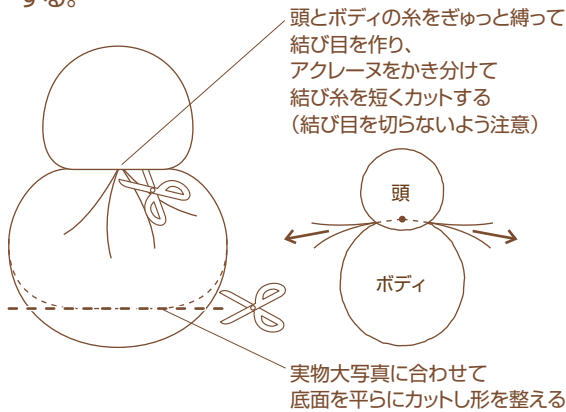 する。
頭とボディの糸をぎゅっと縛って
結び目を作り、
アクレーヌをかき分けて
結び糸を短くカットする
（結び目を切らないよう注意）
頭
ボディ
実物大写真に合わせて
底面を平らにカットし形を整える